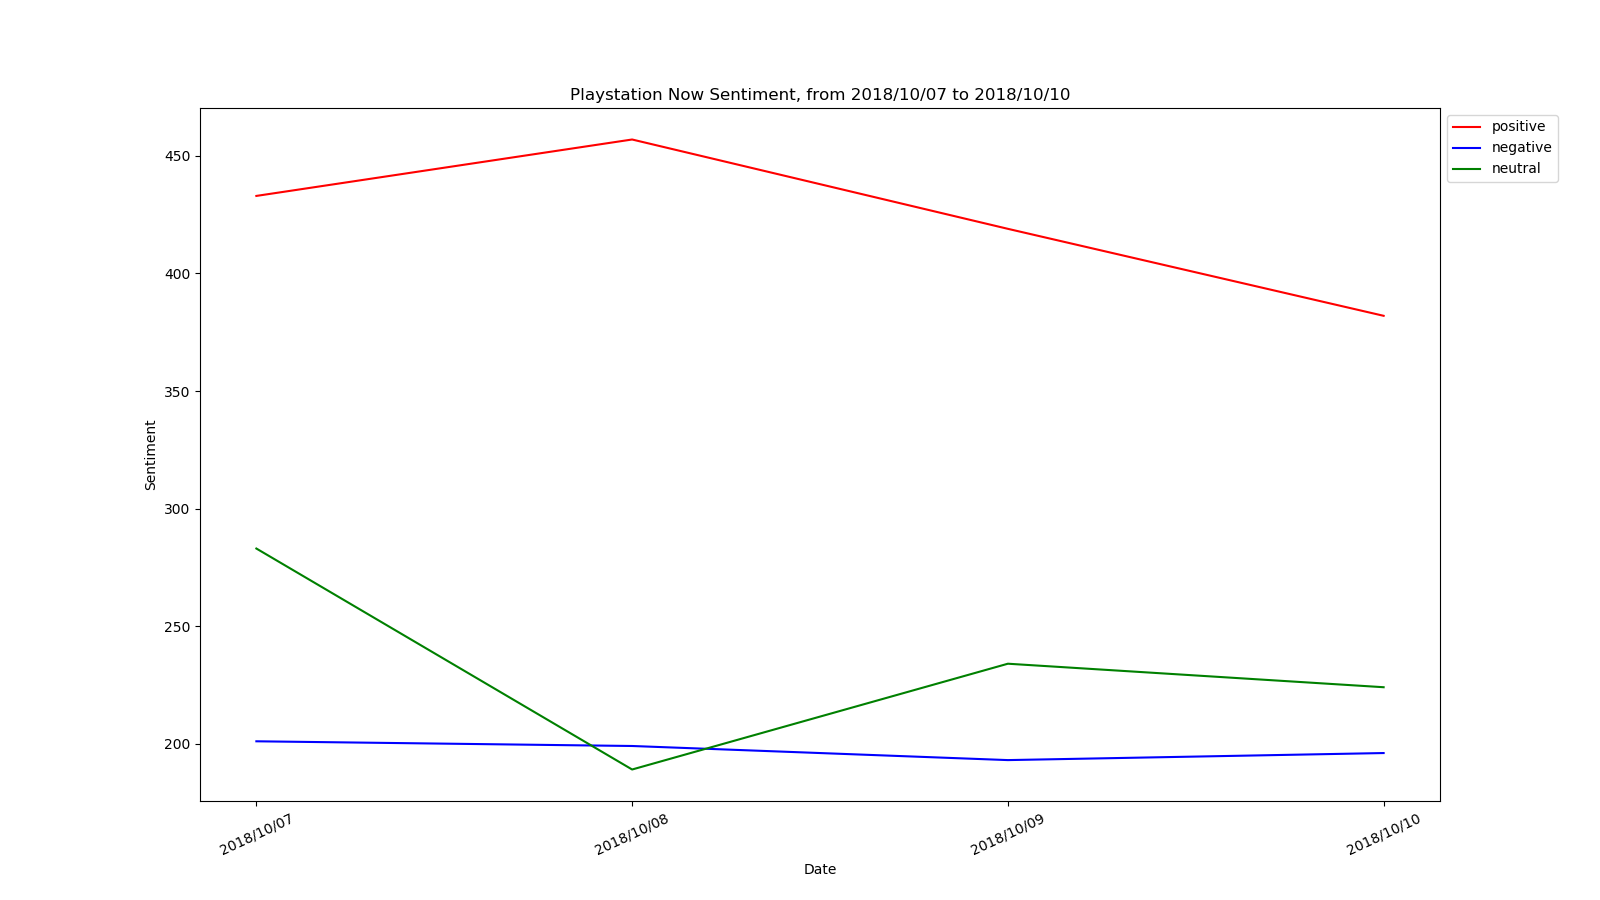 Playstation Now Sentiment, from 2018/10/07 to 2018/10/10
positive
negative
neutral
450
400
350
300
250
200
Sentiment
2018/10/07
2018/10/08
2018/10/09
2018/10/10
Date